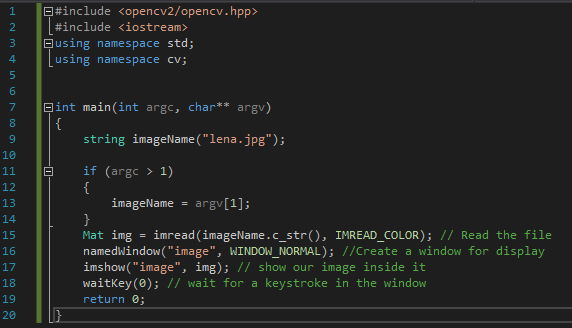 1 #include <opencv2/opencv.hpp>
2 #include <iostream>
3 using namespace std;
4 using namespace cv;
5
6
7 int main(int argc, char** argv)
8 {
9     string imageName("lena.jpg");
10
11     if (argc > 1)
12     {
13         imageName = argv[1];
14     }
15     Mat img = imread(imageName.c_str(), IMREAD_COLOR); // Read the file
16     namedWindow("image", WINDOW_NORMAL); //Create a window for display
17     imshow("image", img); // show our image inside it
18     waitKey(0); // wait for a keystroke in the window
19     return 0;
20 }